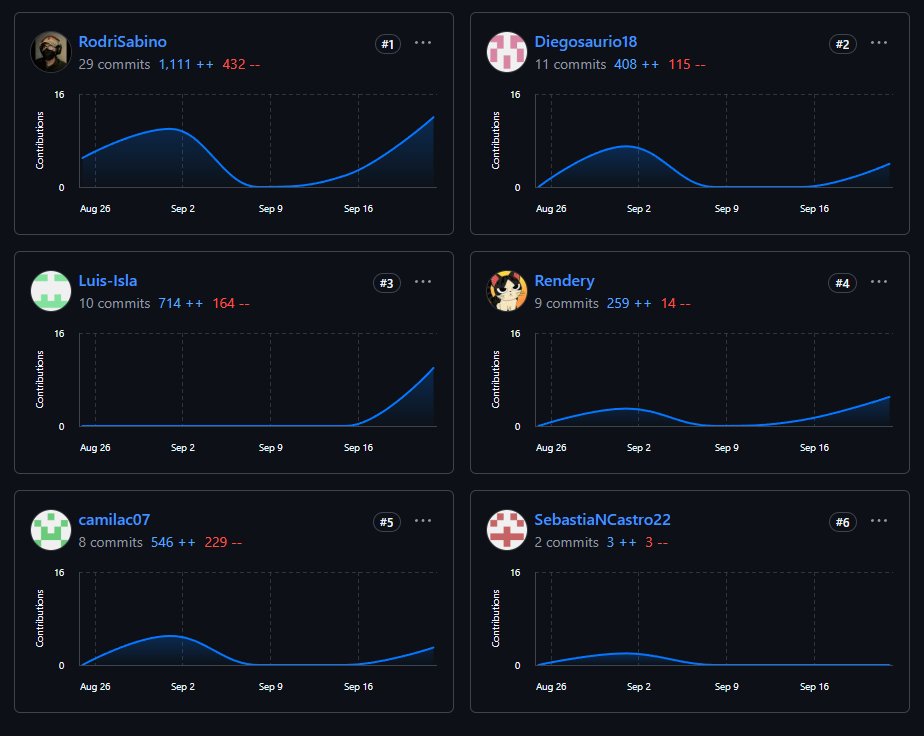 RodriSabino #1 ···
29 commits 1,111 ++ 432 --
16
Contributions
0
Aug 26 Sep 2 Sep 9 Sep 16
Diegosaurio18 #2 ···
11 commits 408 ++ 115 --
16
Contributions
0
Aug 26 Sep 2 Sep 9 Sep 16
Luis-Isla #3 ···
10 commits 714 ++ 164 --
16
Contributions
0
Aug 26 Sep 2 Sep 9 Sep 16
Rendery #4 ···
9 commits 259 ++ 14 --
16
Contributions
0
Aug 26 Sep 2 Sep 9 Sep 16
camilac07 #5 ···
8 commits 546 ++ 229 --
16
Contributions
0
Aug 26 Sep 2 Sep 9 Sep 16
SebastiaNCastro22 #6 ···
2 commits 3 ++ 3 --
16
Contributions
0
Aug 26 Sep 2 Sep 9 Sep 16